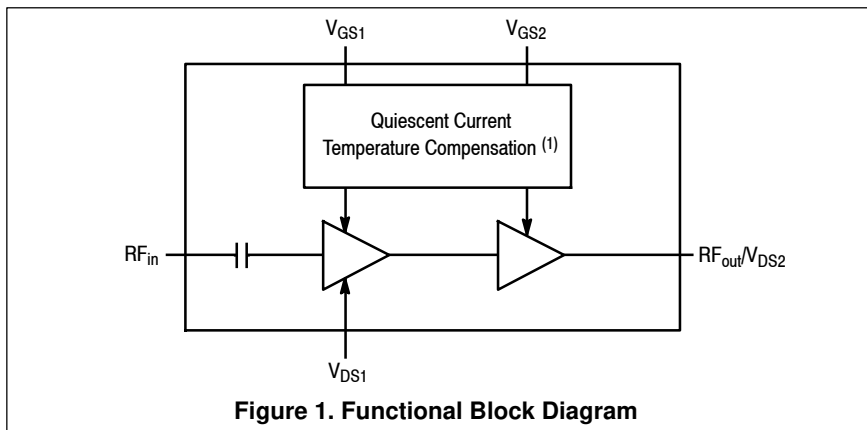 VGS1 VGS2
Quiescent Current
Temperature Compensation (1)
RFin RFout/VDS2
VDS1
Figure 1. Functional Block Diagram